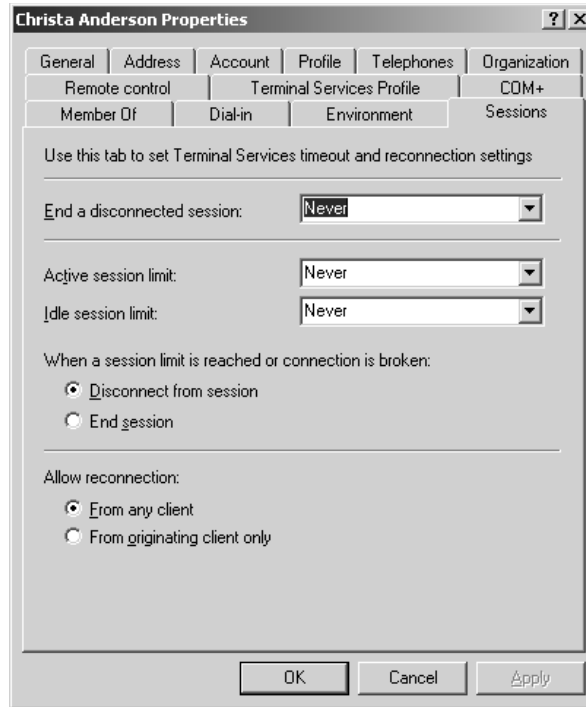 Christa Anderson Properties
General Address Account Profile Telephones Organization
Remote control Terminal Services Profile COM+
Member Of Dial-in Environment Sessions
Use this tab to set Terminal Services timeout and reconnection settings
End a disconnected session: Never
Active session limit: Never
Idle session limit: Never
When a session limit is reached or connection is broken:
Disconnect from session
End session
Allow reconnection:
From any client
From originating client only
OK Cancel Apply